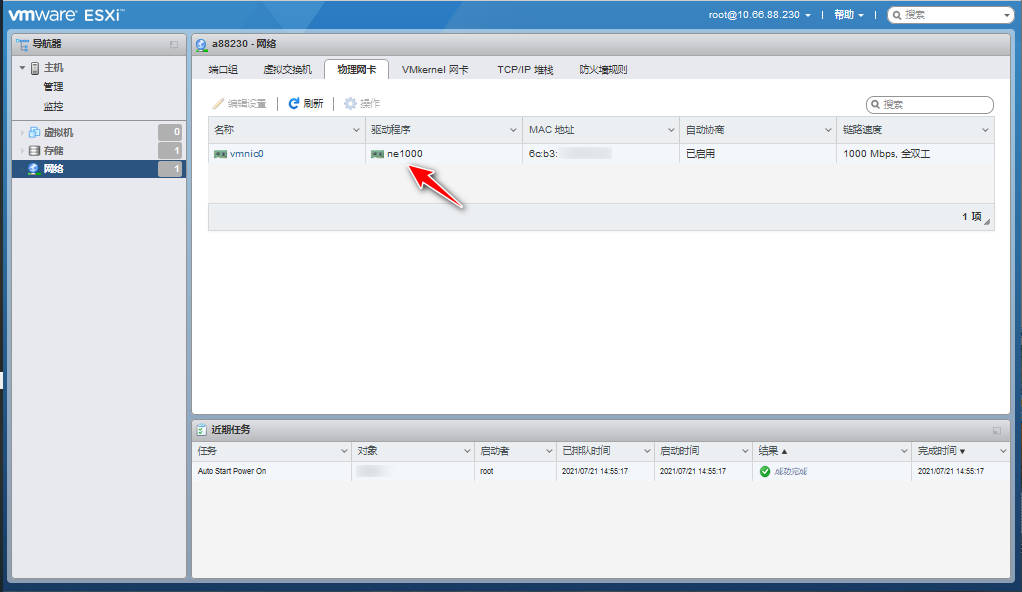 vmware ESXi™
root@10.66.88.230 | 帮助 | 搜索
导航器
主机
管理
监控
虚拟机 0
存储 1
网络 1
a88230 - 网络
端口组 虚拟交换机 物理网卡 VMkernel 网卡 TCP/IP 堆栈 防火墙规则
编辑设置 | 刷新 | 操作 搜索
名称 驱动程序 MAC 地址 自动协商 链路速度
vmnic0 ne1000 6c:b3: 已启用 1000 Mbps, 全双工
1 项
近期任务
任务 对象 启动者 已排队时间 启动时间 结果 ▲ 完成时间 ▼
Auto Start Power On root 2021/07/21 14:55:17 2021/07/21 14:55:17 成功完成 2021/07/21 14:55:17